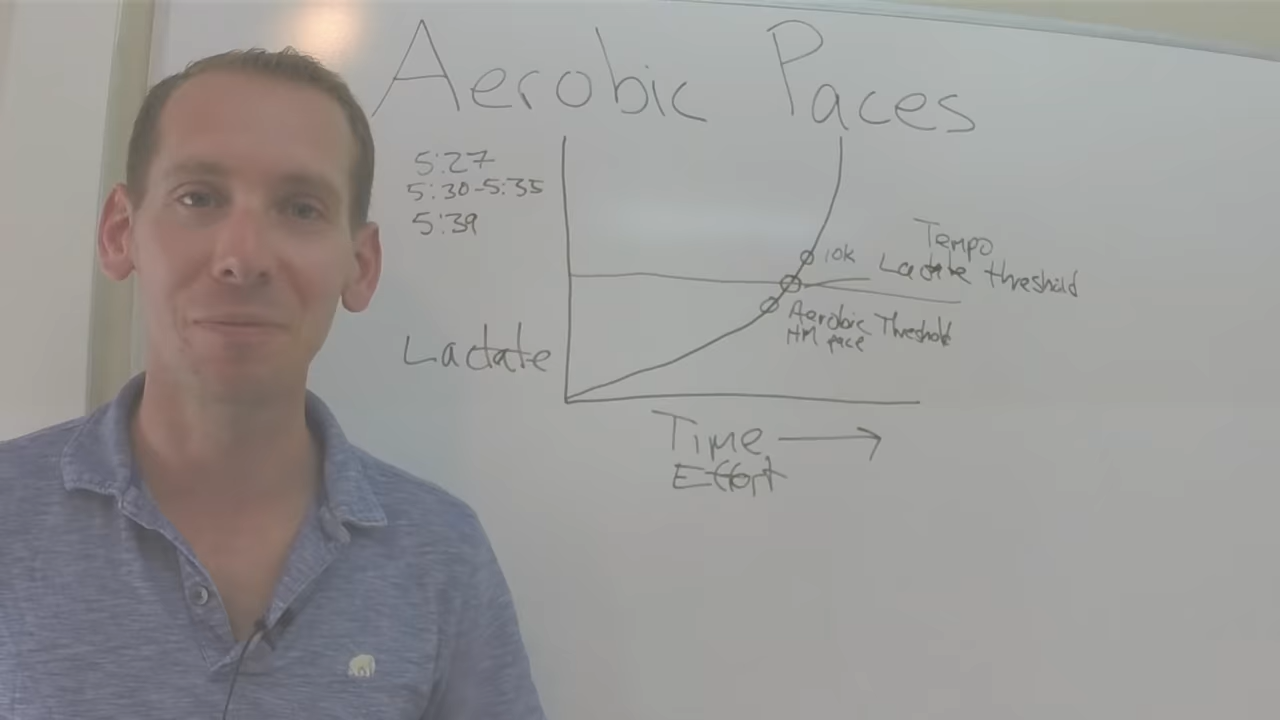 Aerobic Paces
5:27
5:30-5:35
5:39
10k
Tempo
Lactate threshold
Aerobic Threshold
HM pace
Lactate
Time
Effort